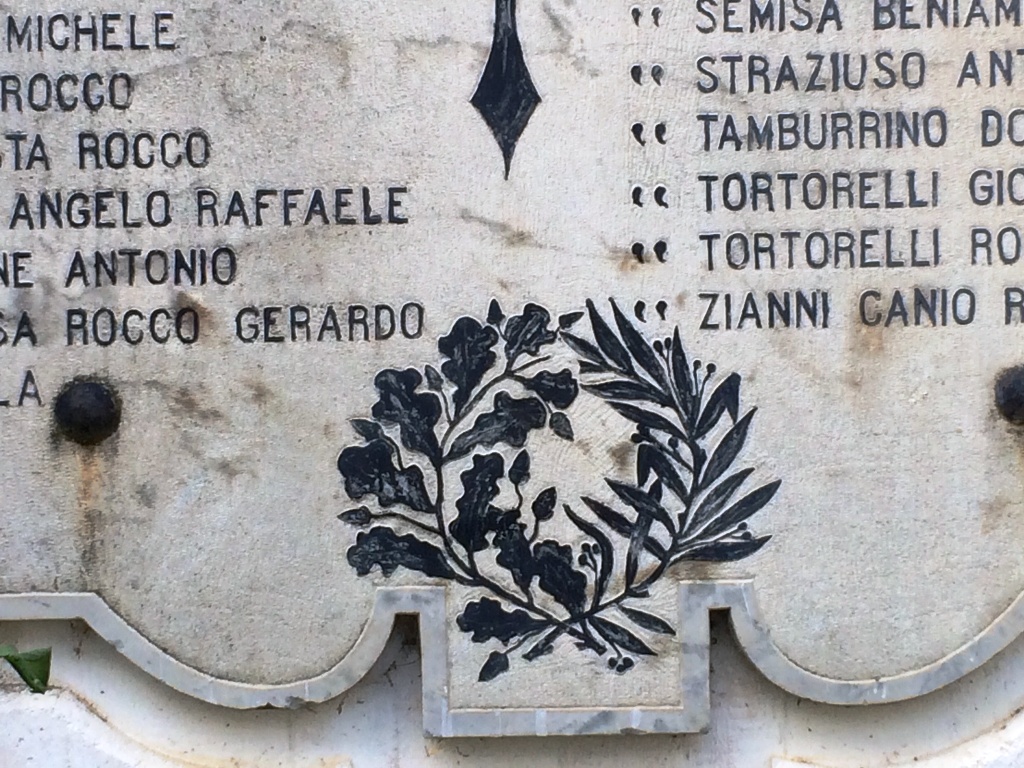 MICHELE
ROCCO
TA ROCCO
ANGELO RAFFAELE
NE ANTONIO
SA ROCCO GERARDO
LA
" SEMISA BENIAM
" STRAZIUSO ANT
" TAMBURRINO DO
" TORTORELLI GIO
" TORTORELLI RO
" ZIANNI CANIO R